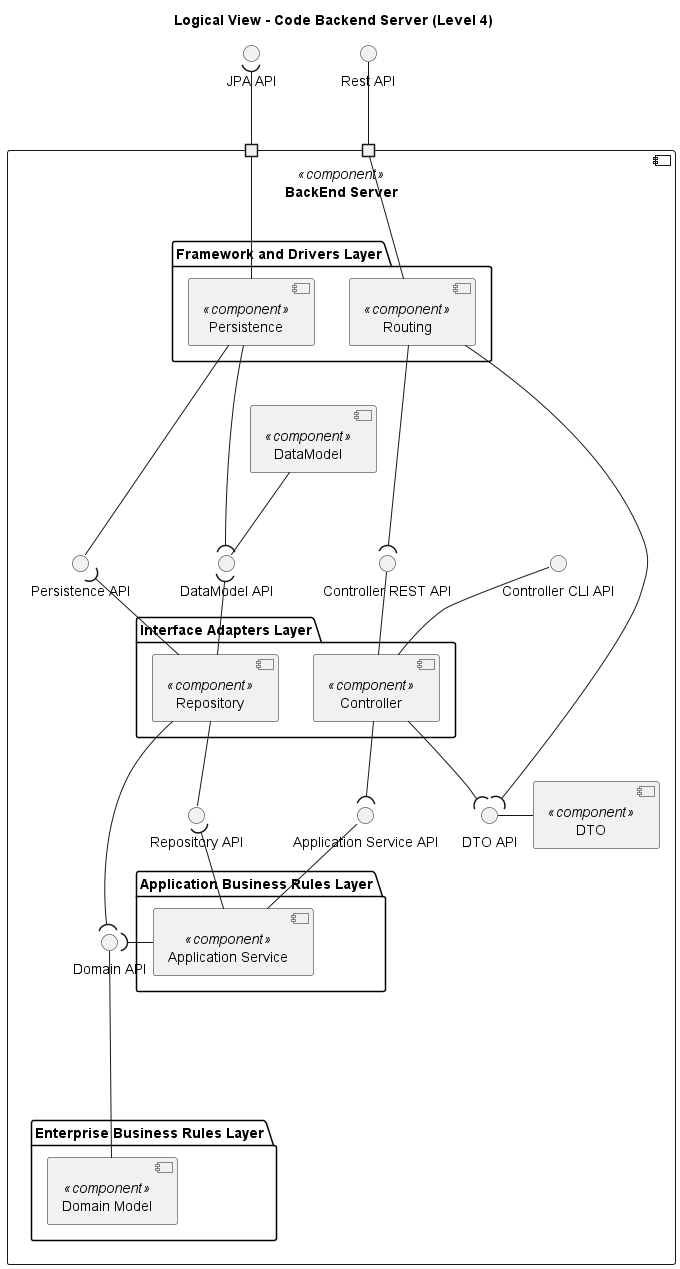 Logical View - Code Backend Server (Level 4)
JPA API
Rest API
«component»
BackEnd Server
Framework and Drivers Layer
«component»
Persistence
«component»
Routing
«component»
DataModel
Persistence API
DataModel API
Controller REST API
Controller CLI API
Interface Adapters Layer
«component»
Repository
«component»
Controller
Repository API
Application Service API
DTO API
«component»
DTO
Application Business Rules Layer
«component»
Application Service
Domain API
Enterprise Business Rules Layer
«component»
Domain Model